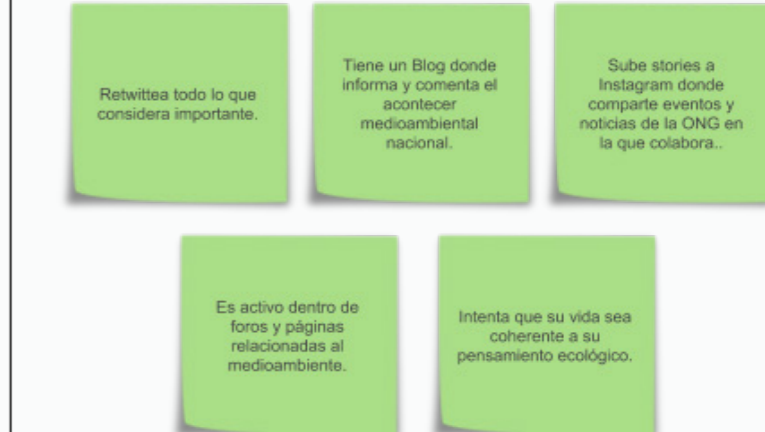 Retwittea todo lo que
considera importante.
Tiene un Blog donde
informa y comenta el
acontecer
medioambiental
nacional.
Sube stories a
Instagram donde
comparte eventos y
noticias de la ONG en
la que colabora..
Es activo dentro de
foros y páginas
relacionadas al
medioambiente.
Intenta que su vida sea
coherente a su
pensamiento ecológico.